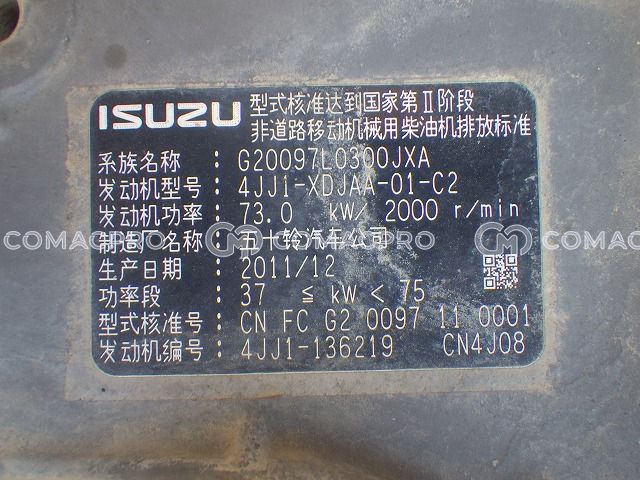 ISUZU 型式核准达到国家第Ⅱ阶段
非道路移动机械用柴油机排放标准
系族名称 : G20097L0300JXA
发动机型号 : 4JJ1-XDJAA-01-C2
发动机功率 : 73.0 kW/ 2000 r/min
制造厂名称 : 五十铃汽车公司
COMACPRO COMACPRO COMACPRO
生产日期 : 2011/12
功率段 : 37 ≤ kW < 75
型式核准号 : CN FC G2 0097 11 0001
发动机编号 : 4JJ1-136219 CN4J08